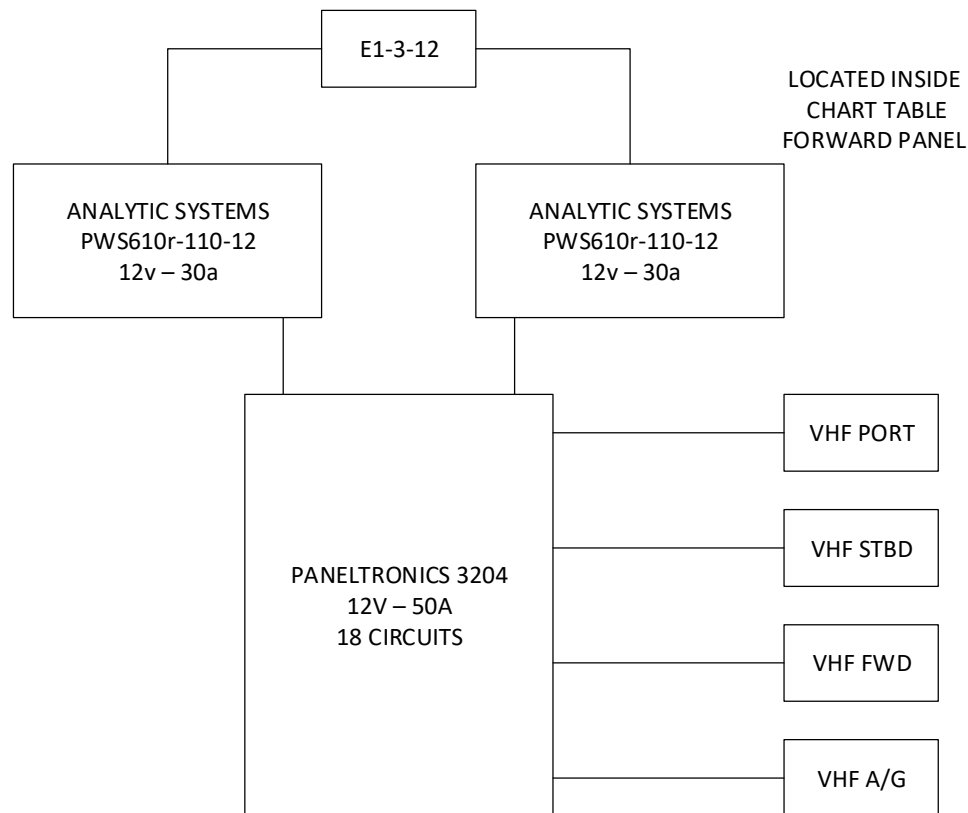 E1-3-12
LOCATED INSIDE
CHART TABLE
FORWARD PANEL
ANALYTIC SYSTEMS
PWS610r-110-12
12v – 30a
ANALYTIC SYSTEMS
PWS610r-110-12
12v – 30a
PANELTRONICS 3204
12V – 50A
18 CIRCUITS
VHF PORT
VHF STBD
VHF FWD
VHF A/G